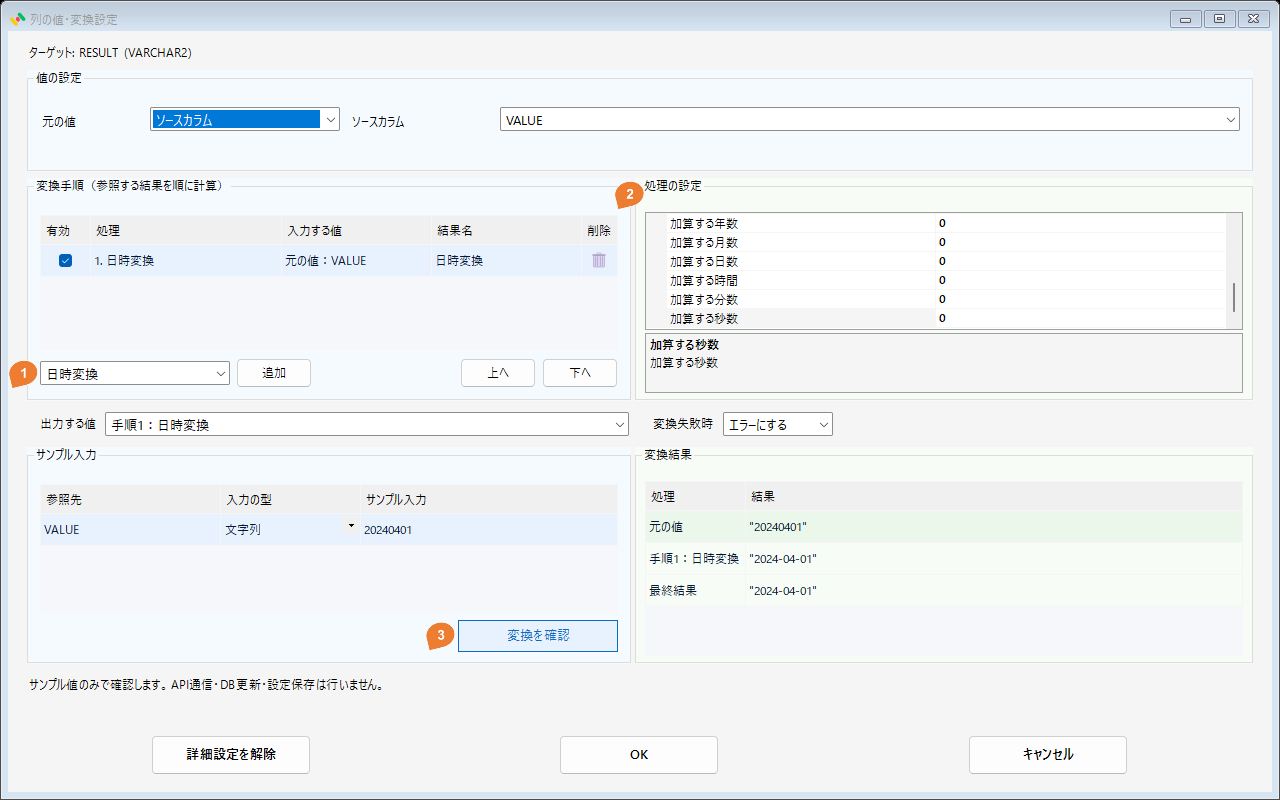 列の値・変換設定
ターゲット: RESULT (VARCHAR2)
値の設定
元の値
ソースカラム
ソースカラム
VALUE
変換手順（参照する結果を順に計算）
有効 処理 入力する値 結果名 削除
1. 日時変換 元の値：VALUE 日時変換
1
日時変換
追加
上へ
下へ
2
処理の設定
加算する年数 0
加算する月数 0
加算する日数 0
加算する時間 0
加算する分数 0
加算する秒数 0
加算する秒数
加算する秒数
出力する値
手順1：日時変換
変換失敗時
エラーにする
サンプル入力
参照先 入力の型 サンプル入力
VALUE 文字列 20240401
3
変換を確認
変換結果
処理 結果
元の値 "20240401"
手順1：日時変換 "2024-04-01"
最終結果 "2024-04-01"
サンプル値のみで確認します。API通信・DB更新・設定保存は行いません。
詳細設定を解除
OK
キャンセル